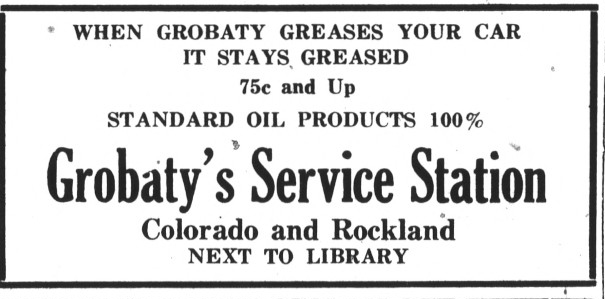 WHEN GROBATY GREASES YOUR CAR
IT STAYS GREASED
75c and Up
STANDARD OIL PRODUCTS 100%
Grobaty's Service Station
Colorado and Rockland
NEXT TO LIBRARY